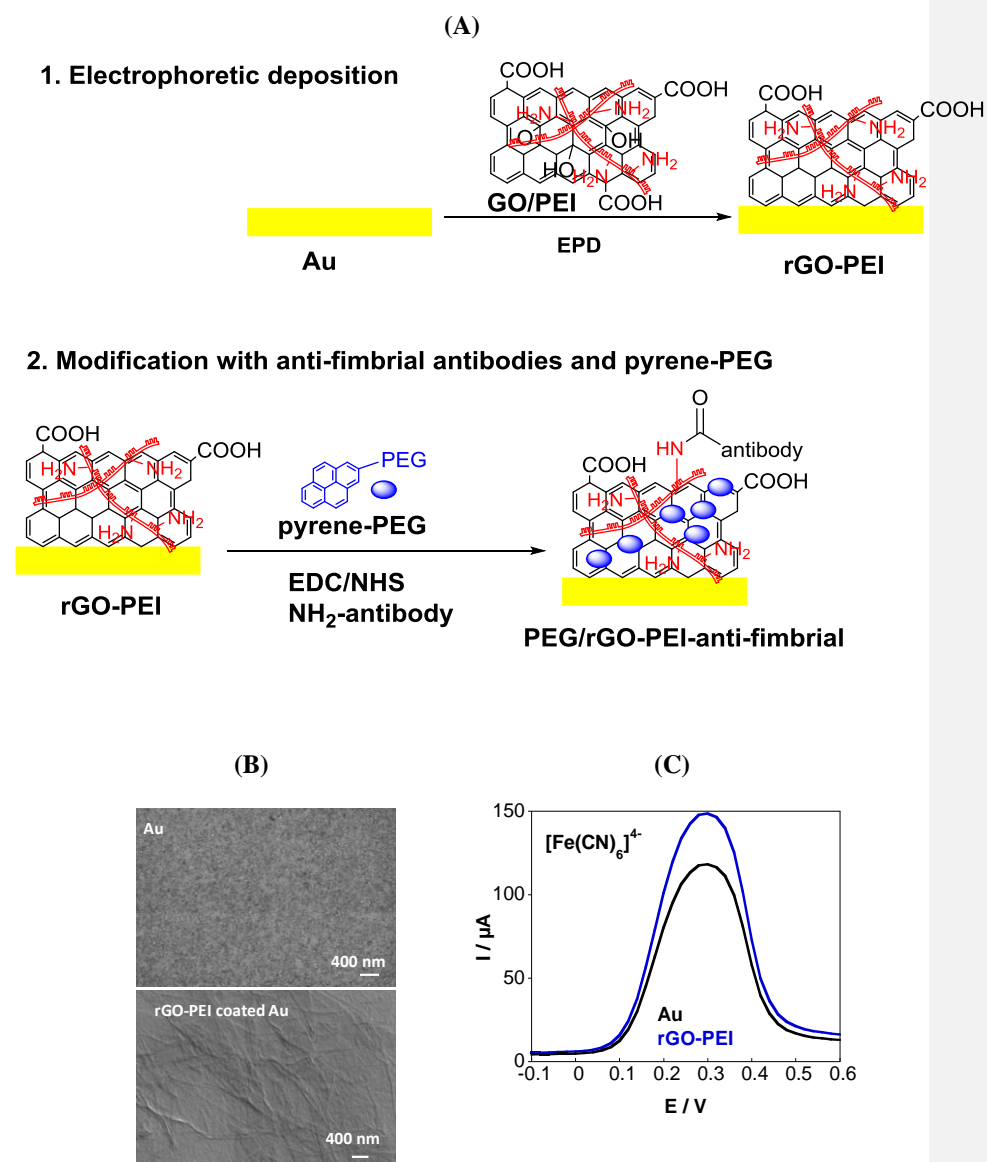 (A)
1. Electrophoretic deposition
COOH
COOH
H₂N
NH₂
O
OH
HO
H₂N
NH₂
COOH
GO/PEI
EPD
Au
COOH
COOH
H₂N
NH₂
H₂N
NH₂
rGO-PEI
2. Modification with anti-fimbrial antibodies and pyrene-PEG
COOH
COOH
H₂N
NH₂
H₂N
NH₂
rGO-PEI
PEG
pyrene-PEG
EDC/NHS
NH₂-antibody
O
HN
antibody
COOH
COOH
H₂N
H₂N
NH₂
PEG/rGO-PEI-anti-fimbrial
(B)
Au
400 nm
rGO-PEI coated Au
400 nm
(C)
[Fe(CN)₆]⁴⁻
150
100
50
0
I / µA
Au
rGO-PEI
-0.1 0 0.1 0.2 0.3 0.4 0.5 0.6
E / V